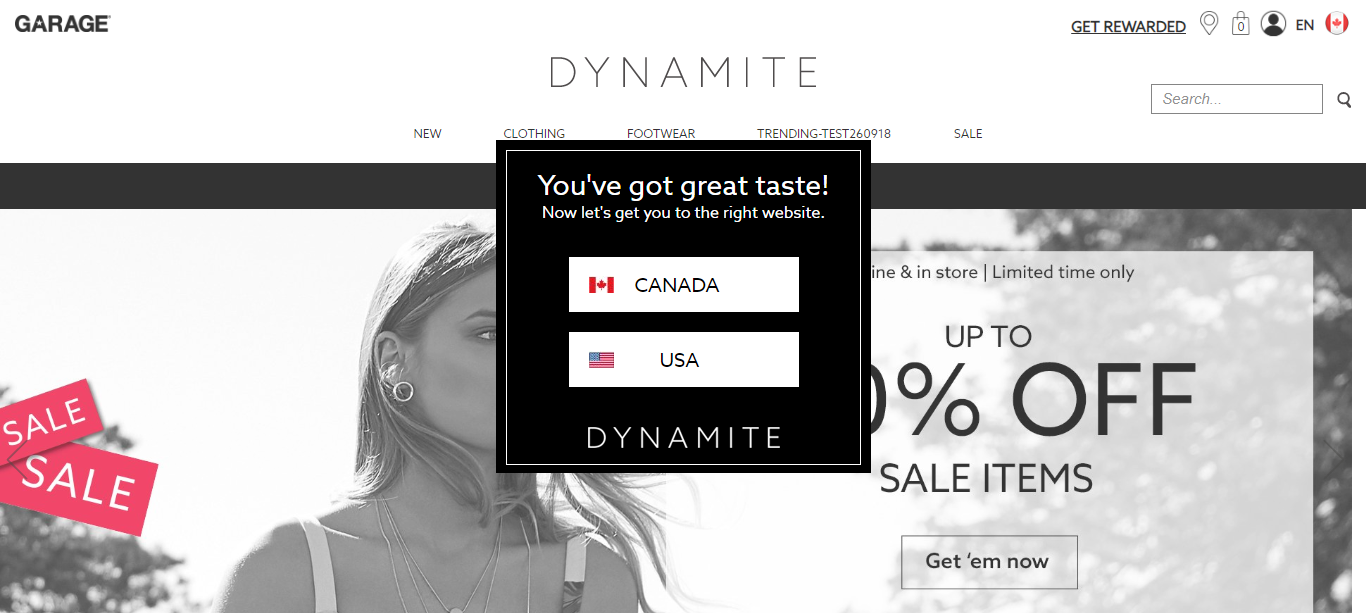 GARAGE
GET REWARDED
0
EN
DYNAMITE
Search...
NEW
CLOTHING
FOOTWEAR
TRENDING-TEST260918
SALE
You've got great taste!
Now let's get you to the right website.
CANADA
USA
DYNAMITE
ine & in store | Limited time only
UP TO
0% OFF
SALE ITEMS
Get ‘em now
SALE
SALE